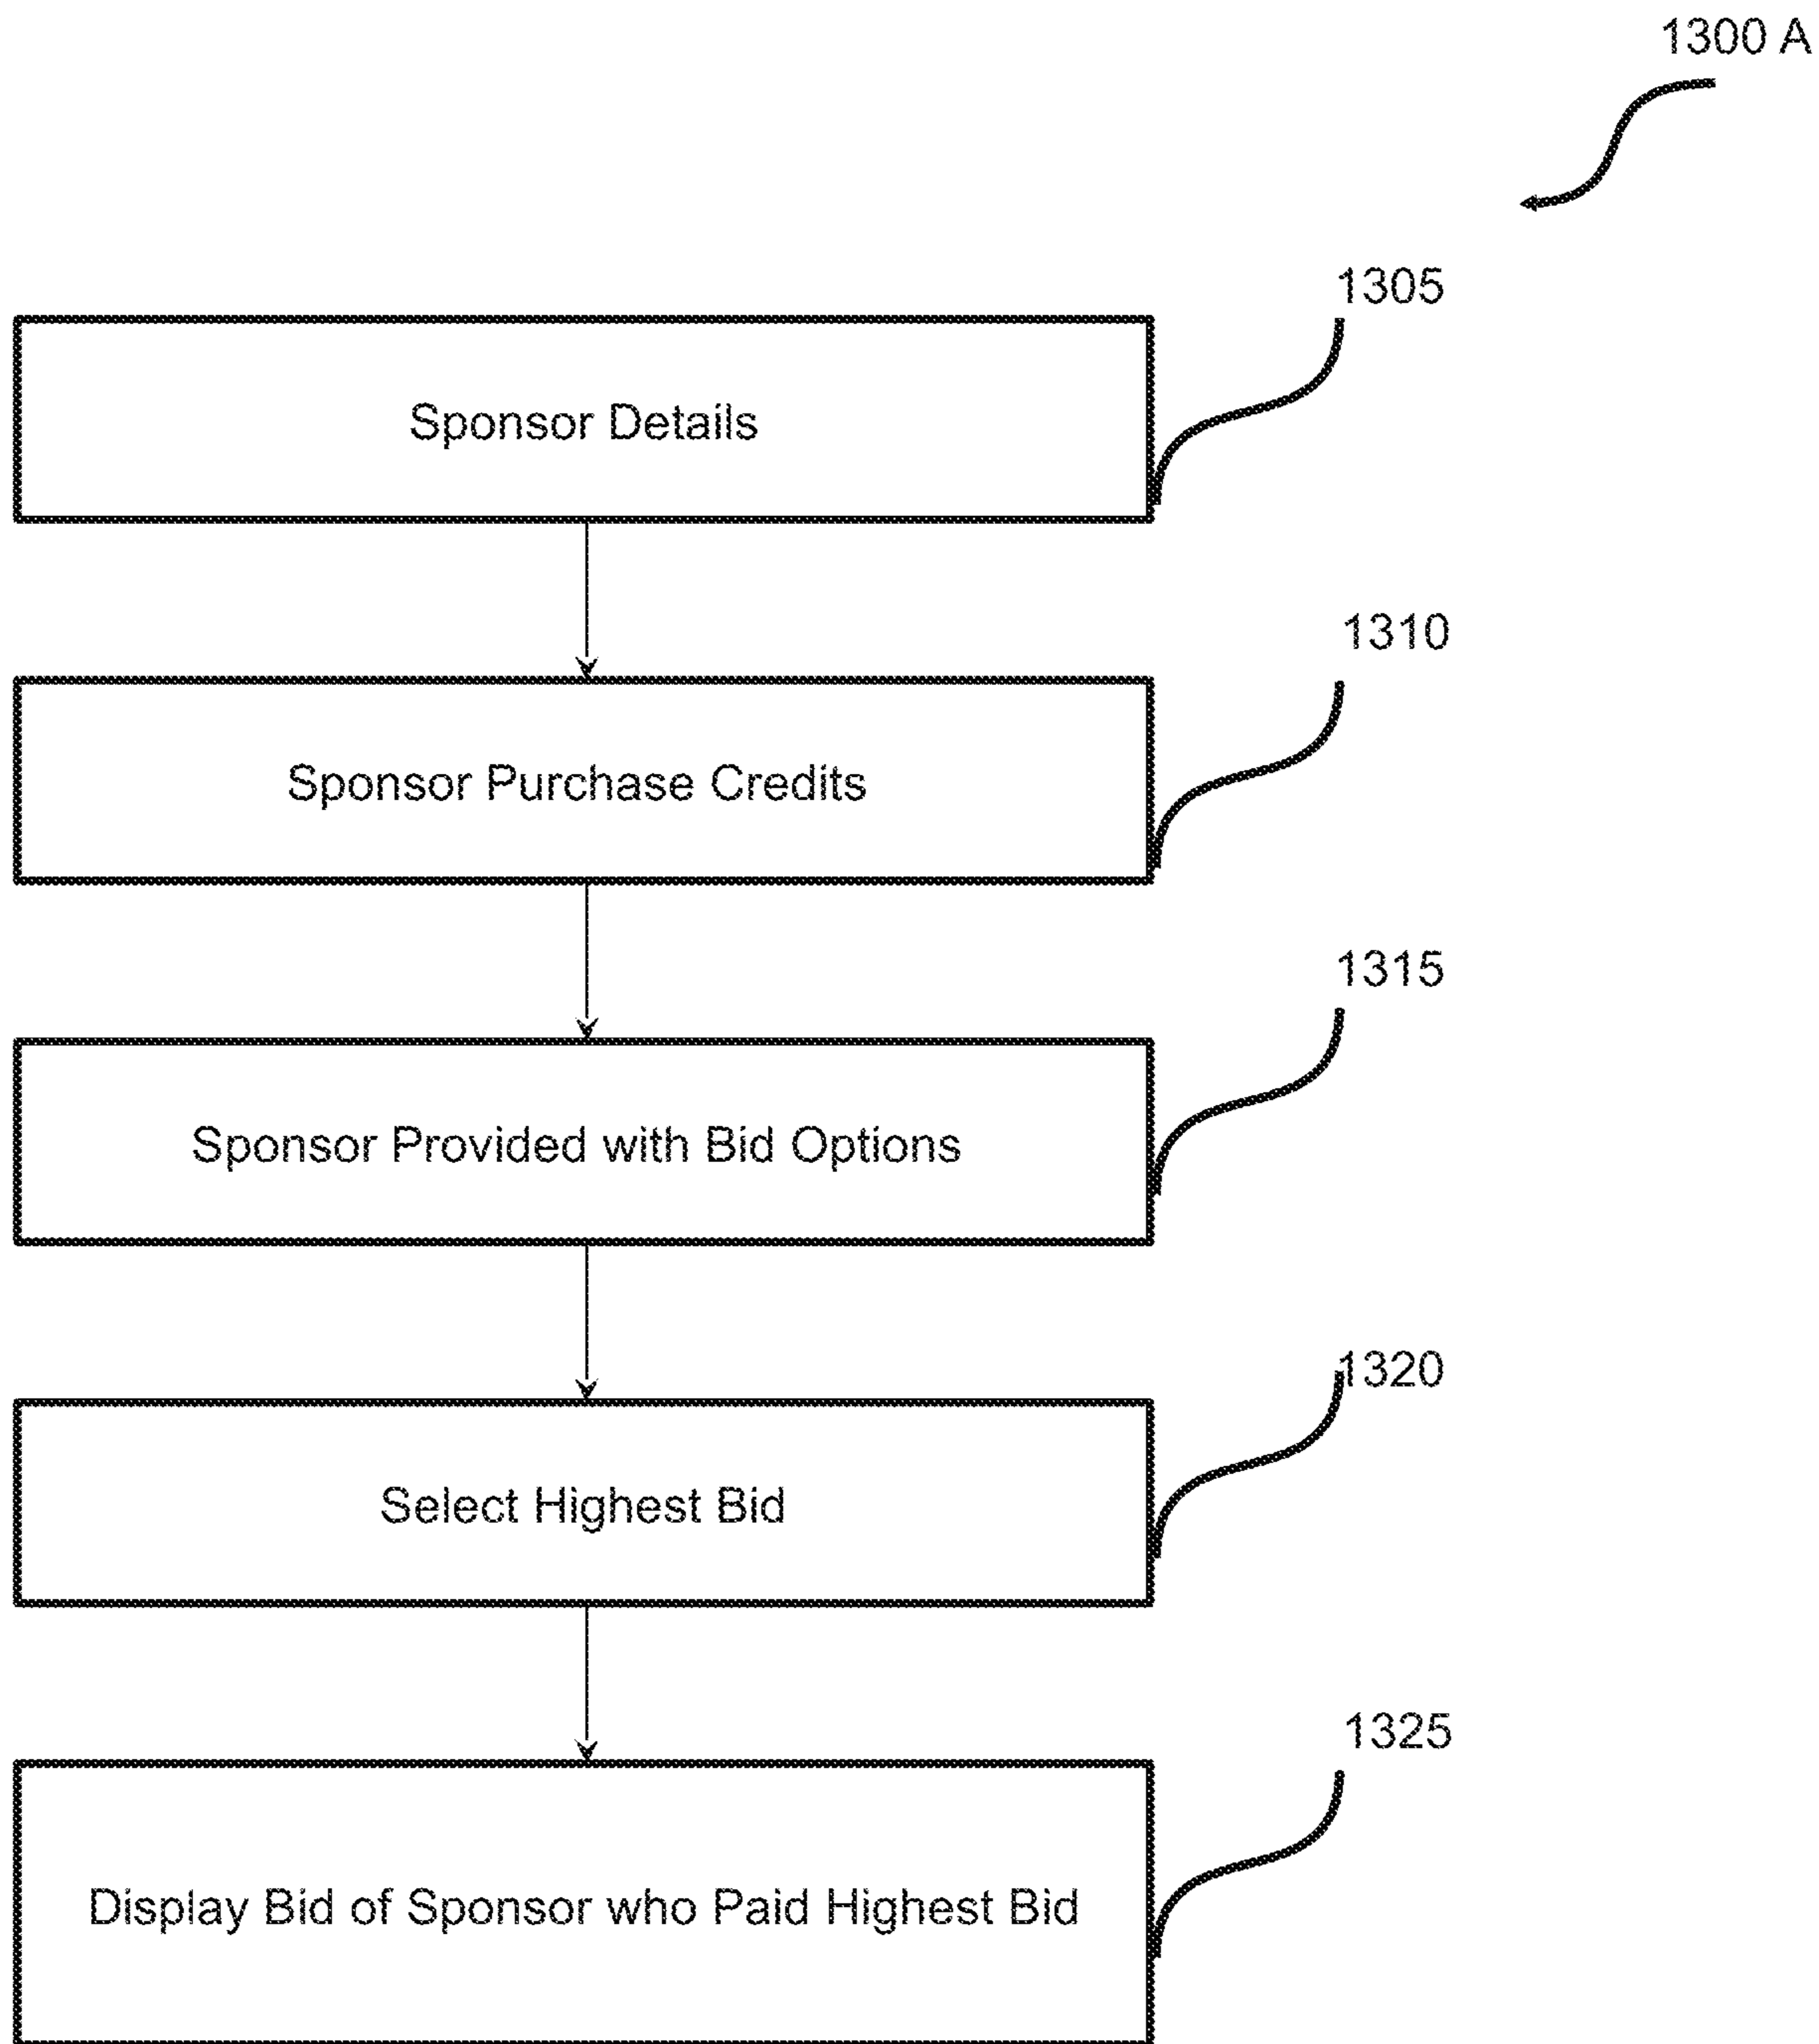 1300 A
1305
Sponsor Details
1310
Sponsor Purchase Credits
1315
Sponsor Provided with Bid Options
1320
Select Highest Bid
1325
Display Bid of Sponsor who Paid Highest Bid